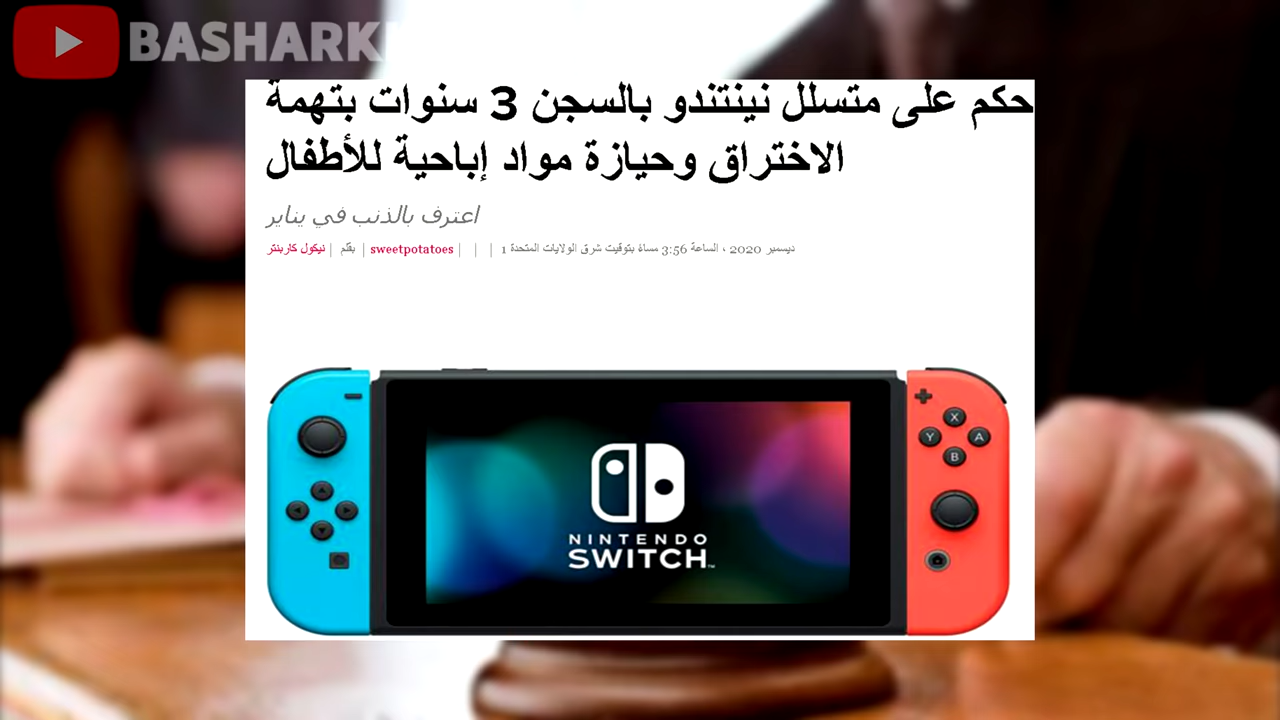 BASHARK
حكم على متسلل نينتندو بالسجن 3 سنوات بتهمة
الاختراق وحيازة مواد إباحية للأطفال
اعترف بالذنب في يناير
نيكول كاربنتر | بقلم | sweetpotatoes | | | ديسمبر 2020 ، الساعة 3:56 مساءً بتوقيت شرق الولايات المتحدة 1
X
Y A
B
NINTENDO
SWITCH™